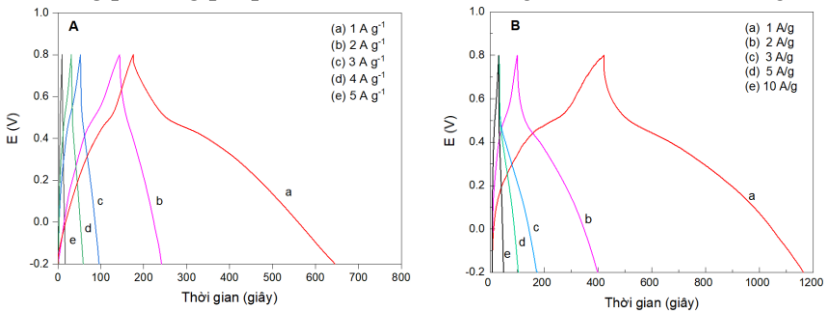 A
(a) 1 A g⁻¹
(b) 2 A g⁻¹
(c) 3 A g⁻¹
(d) 4 A g⁻¹
(e) 5 A g⁻¹
E (V)
1.0
0.8
0.6
0.4
0.2
0.0
-0.2
a
b
c
d
e
0 100 200 300 400 500 600 700 800
Thời gian (giây)
B
(a) 1 A/g
(b) 2 A/g
(c) 3 A/g
(d) 5 A/g
(e) 10 A/g
E (V)
1.0
0.8
0.6
0.4
0.2
0.0
-0.2
a
b
c
d
e
0 200 400 600 800 1000 1200
Thời gian (giây)